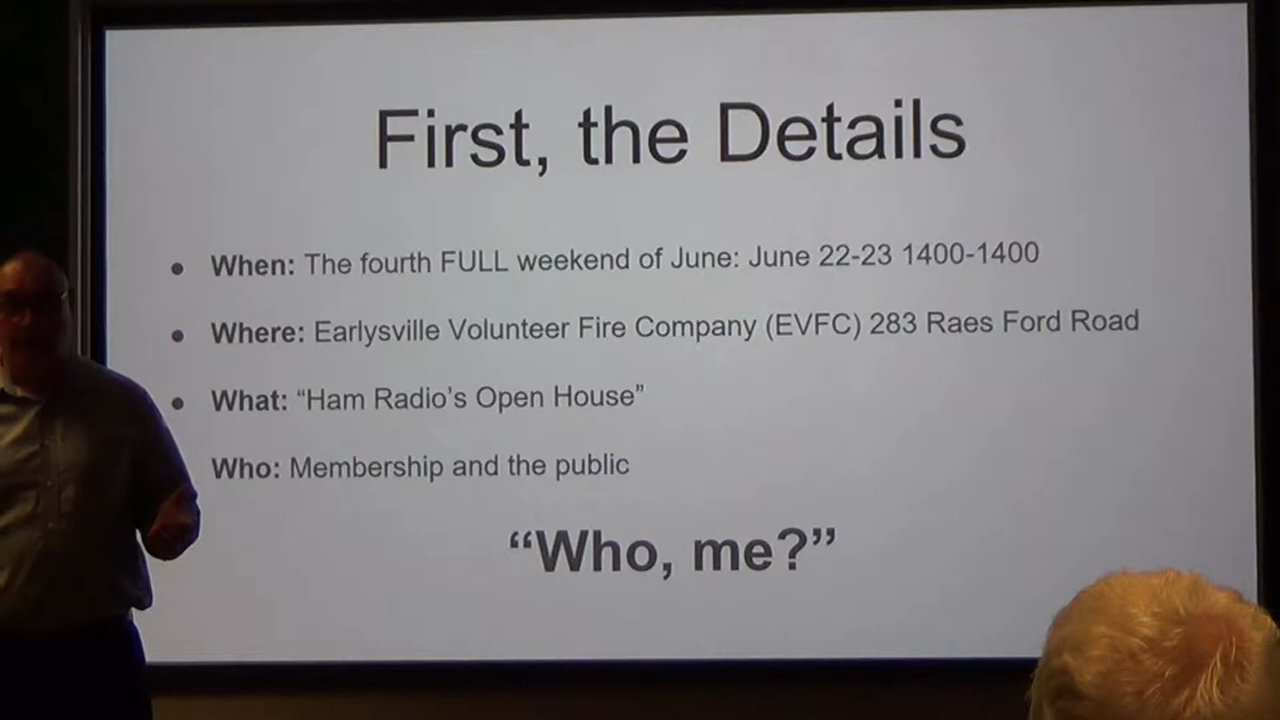 First, the Details
● When: The fourth FULL weekend of June: June 22-23 1400-1400
● Where: Earlysville Volunteer Fire Company (EVFC) 283 Raes Ford Road
● What: “Ham Radio’s Open House”
Who: Membership and the public
“Who, me?”